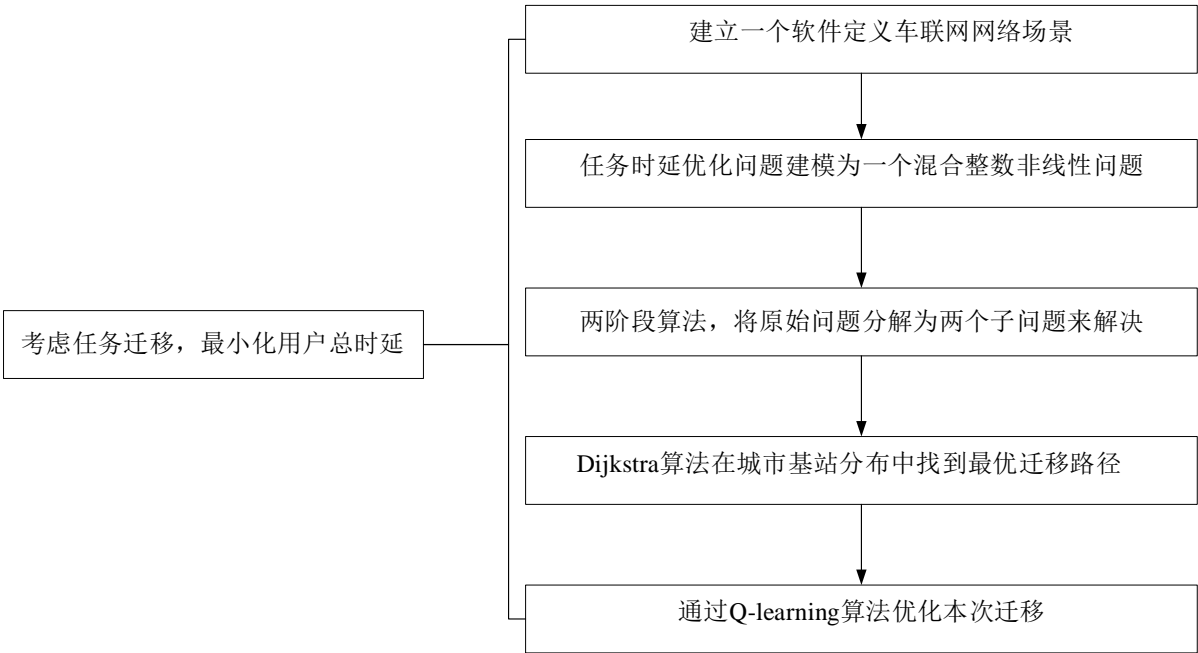 建立一个软件定义车联网网络场景
任务时延优化问题建模为一个混合整数非线性问题
两阶段算法，将原始问题分解为两个子问题来解决
考虑任务迁移，最小化用户总时延
Dijkstra算法在城市基站分布中找到最优迁移路径
通过Q-learning算法优化本次迁移